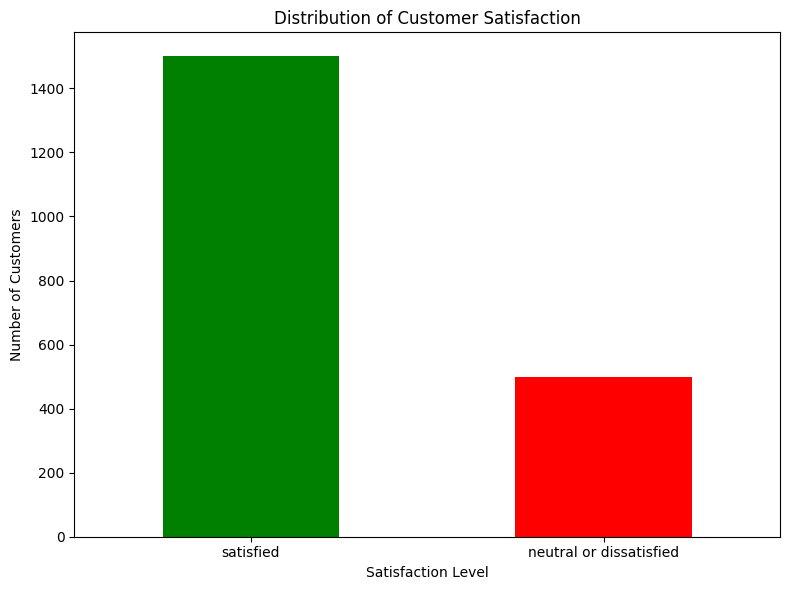 Distribution of Customer Satisfaction
Number of Customers
1400
1200
1000
800
600
400
200
0
satisfied
neutral or dissatisfied
Satisfaction Level